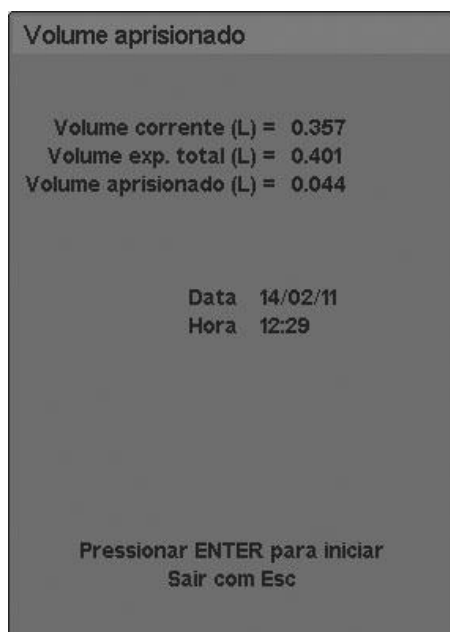 Volume aprisionado
Volume corrente (L) = 0.357
Volume exp. total (L) = 0.401
Volume aprisionado (L) = 0.044
Data 14/02/11
Hora 12:29
Pressionar ENTER para iniciar
Sair com Esc